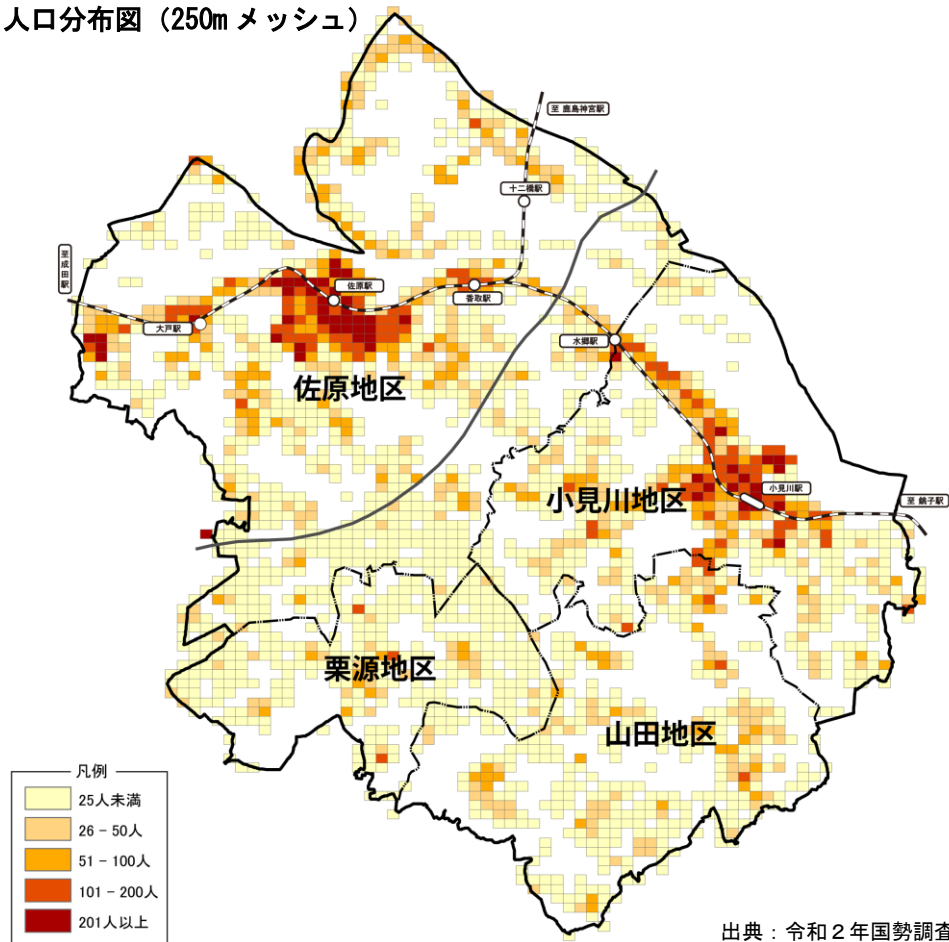 人口分布図（250m メッシュ）
至 鹿島神宮駅
十二橋駅
至成田駅
佐原駅
香取駅
大戸駅
水郷駅
佐原地区
小見川駅
小見川地区
至 銚子駅
栗源地区
山田地区
凡例
25人未満
26 - 50人
51 - 100人
101 - 200人
201人以上
出典：令和２年国勢調査